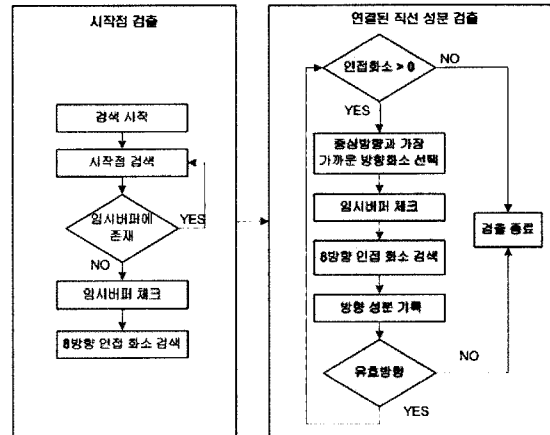 시작점 검출
검색 시작
시작점 검색
임시버퍼에
존재
YES
NO
임시버퍼 체크
8방향 인접 화소 검색
연결된 직선 성분 검출
인접화소 > 0
NO
YES
중심방향과 가장
가까운 방향화소 선택
임시버퍼 체크
8방향 인접 화소 검색
방향 성분 기록
유효방향
NO
YES
검출 종료